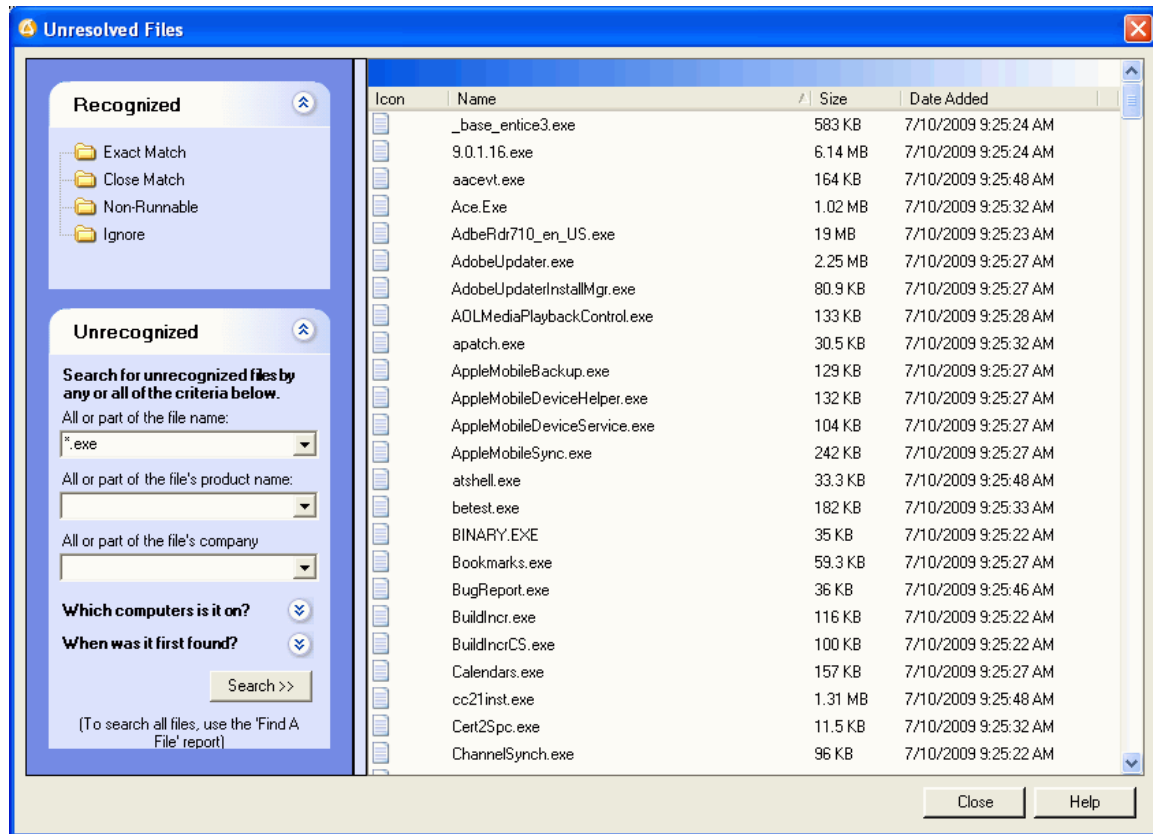 Unresolved Files
Recognized
Exact Match
Close Match
Non-Runnable
Ignore
Unrecognized
Search for unrecognized files by
any or all of the criteria below.
All or part of the file name:
*.exe
All or part of the file's product name:
All or part of the file's company
Which computers is it on?
When was it first found?
Search >>
(To search all files, use the 'Find A
File' report)
Icon Name Size Date Added
_base_entice3.exe 583 KB 7/10/2009 9:25:24 AM
9.0.1.16.exe 6.14 MB 7/10/2009 9:25:24 AM
aacevt.exe 164 KB 7/10/2009 9:25:48 AM
Ace.Exe 1.02 MB 7/10/2009 9:25:32 AM
AdbeRdr710_en_US.exe 19 MB 7/10/2009 9:25:23 AM
AdobeUpdater.exe 2.25 MB 7/10/2009 9:25:27 AM
AdobeUpdaterInstallMgr.exe 80.9 KB 7/10/2009 9:25:27 AM
AOLMediaPlaybackControl.exe 133 KB 7/10/2009 9:25:28 AM
apatch.exe 30.5 KB 7/10/2009 9:25:32 AM
AppleMobileBackup.exe 129 KB 7/10/2009 9:25:27 AM
AppleMobileDeviceHelper.exe 132 KB 7/10/2009 9:25:27 AM
AppleMobileDeviceService.exe 104 KB 7/10/2009 9:25:27 AM
AppleMobileSync.exe 242 KB 7/10/2009 9:25:27 AM
atshell.exe 33.3 KB 7/10/2009 9:25:48 AM
betest.exe 182 KB 7/10/2009 9:25:33 AM
BINARY.EXE 35 KB 7/10/2009 9:25:22 AM
Bookmarks.exe 59.3 KB 7/10/2009 9:25:27 AM
BugReport.exe 36 KB 7/10/2009 9:25:46 AM
BuildIncr.exe 116 KB 7/10/2009 9:25:22 AM
BuildIncrCS.exe 100 KB 7/10/2009 9:25:22 AM
Calendars.exe 157 KB 7/10/2009 9:25:27 AM
cc21inst.exe 1.31 MB 7/10/2009 9:25:48 AM
Cert2Spc.exe 11.5 KB 7/10/2009 9:25:32 AM
ChannelSynch.exe 96 KB 7/10/2009 9:25:22 AM
Close Help